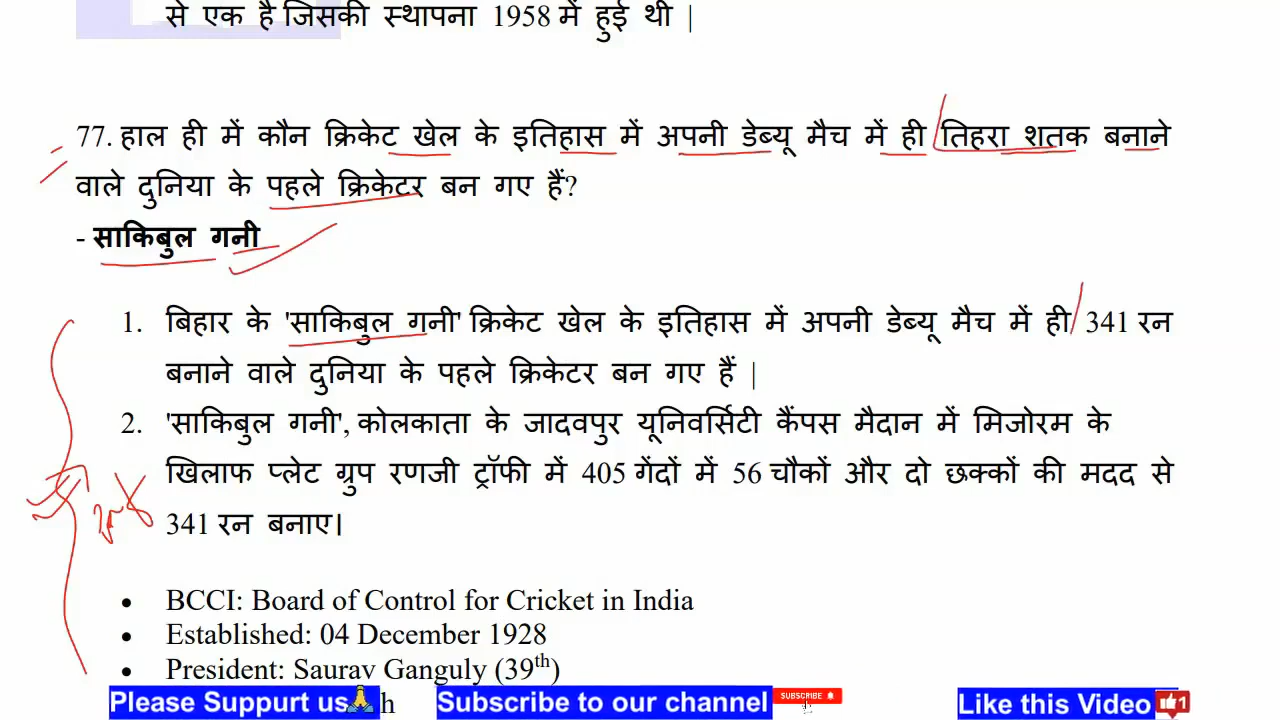 से एक है जिसकी स्थापना 1958 में हुई थी |
77. हाल ही में कौन क्रिकेट खेल के इतिहास में अपनी डेब्यू मैच में ही तिहरा शतक बनाने
वाले दुनिया के पहले क्रिकेटर बन गए हैं?
- साकिबुल गनी
1. बिहार के 'साकिबुल गनी' क्रिकेट खेल के इतिहास में अपनी डेब्यू मैच में ही 341 रन
बनाने वाले दुनिया के पहले क्रिकेटर बन गए हैं |
2. 'साकिबुल गनी', कोलकाता के जादवपुर यूनिवर्सिटी कैंपस मैदान में मिजोरम के
खिलाफ प्लेट ग्रुप रणजी ट्रॉफी में 405 गेंदों में 56 चौकों और दो छक्कों की मदद से
341 रन बनाए।
• BCCI: Board of Control for Cricket in India
• Established: 04 December 1928
• President: Saurav Ganguly (39th)
Please Suppurt us h Subscribe to our channel SUBSCRIBE Like this Video 1